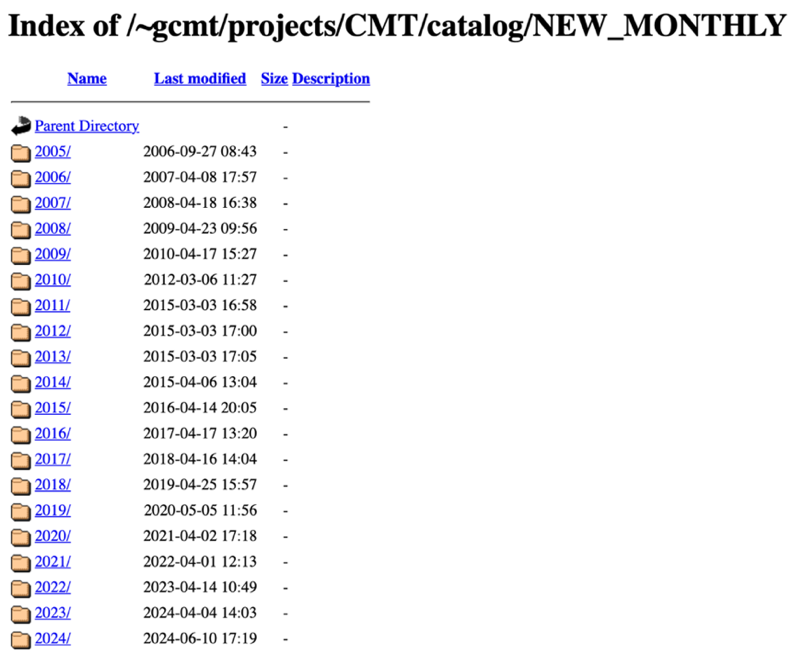 Index of /~gcmt/projects/CMT/catalog/NEW_MONTHLY
Name Last modified Size Description
Parent Directory -
2005/ 2006-09-27 08:43 -
2006/ 2007-04-08 17:57 -
2007/ 2008-04-18 16:38 -
2008/ 2009-04-23 09:56 -
2009/ 2010-04-17 15:27 -
2010/ 2012-03-06 11:27 -
2011/ 2015-03-03 16:58 -
2012/ 2015-03-03 17:00 -
2013/ 2015-03-03 17:05 -
2014/ 2015-04-06 13:04 -
2015/ 2016-04-14 20:05 -
2016/ 2017-04-17 13:20 -
2017/ 2018-04-16 14:04 -
2018/ 2019-04-25 15:57 -
2019/ 2020-05-05 11:56 -
2020/ 2021-04-02 17:18 -
2021/ 2022-04-01 12:13 -
2022/ 2023-04-14 10:49 -
2023/ 2024-04-04 14:03 -
2024/ 2024-06-10 17:19 -